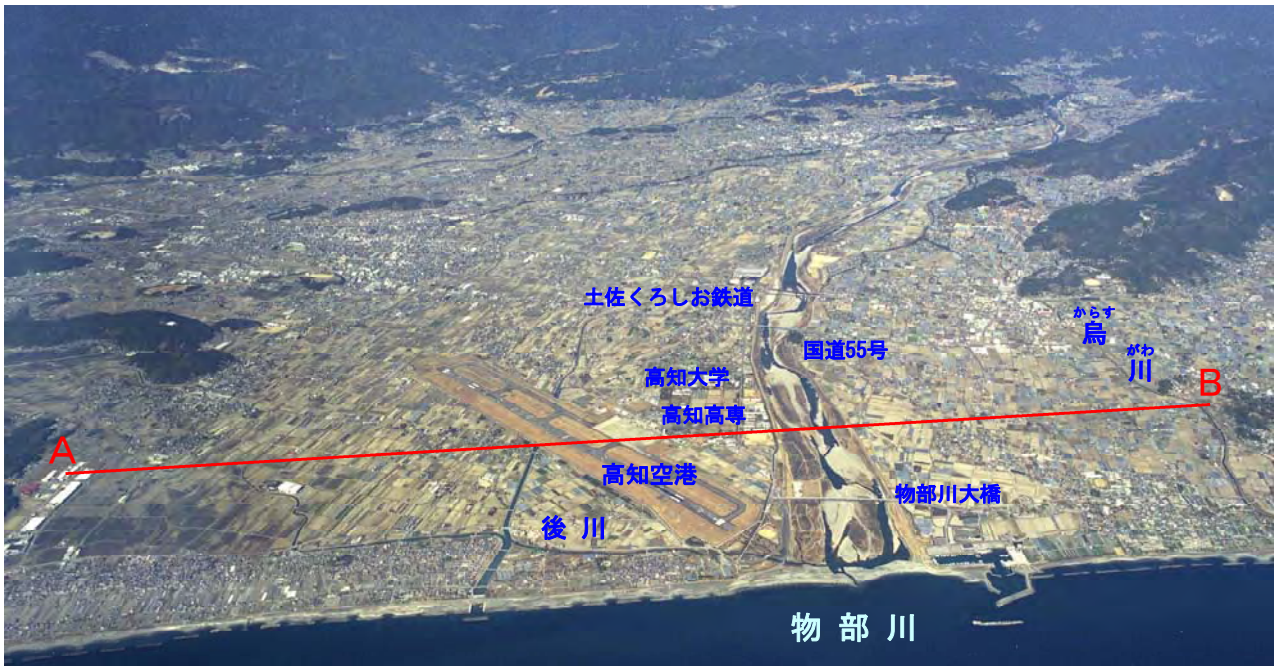 土佐くろしお鉄道
からす
烏
国道55号
がわ
川
高知大学
B
高知高専
A
高知空港
物部川大橋
後川
物部川